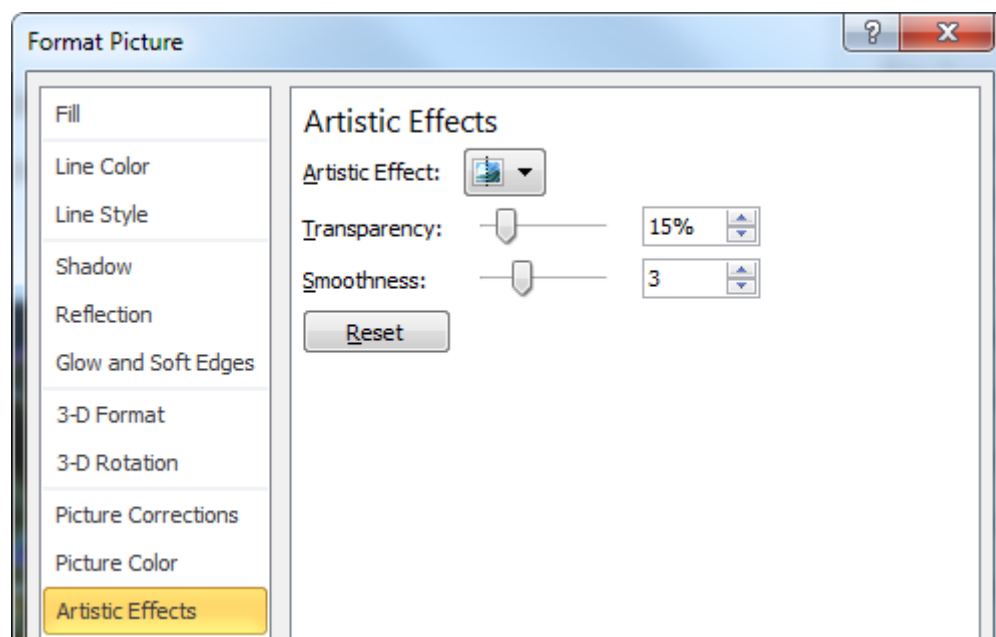 Format Picture
Fill
Line Color
Line Style
Shadow
Reflection
Glow and Soft Edges
3-D Format
3-D Rotation
Picture Corrections
Picture Color
Artistic Effects
Artistic Effects
Artistic Effect:
Transparency: 15%
Smoothness: 3
Reset